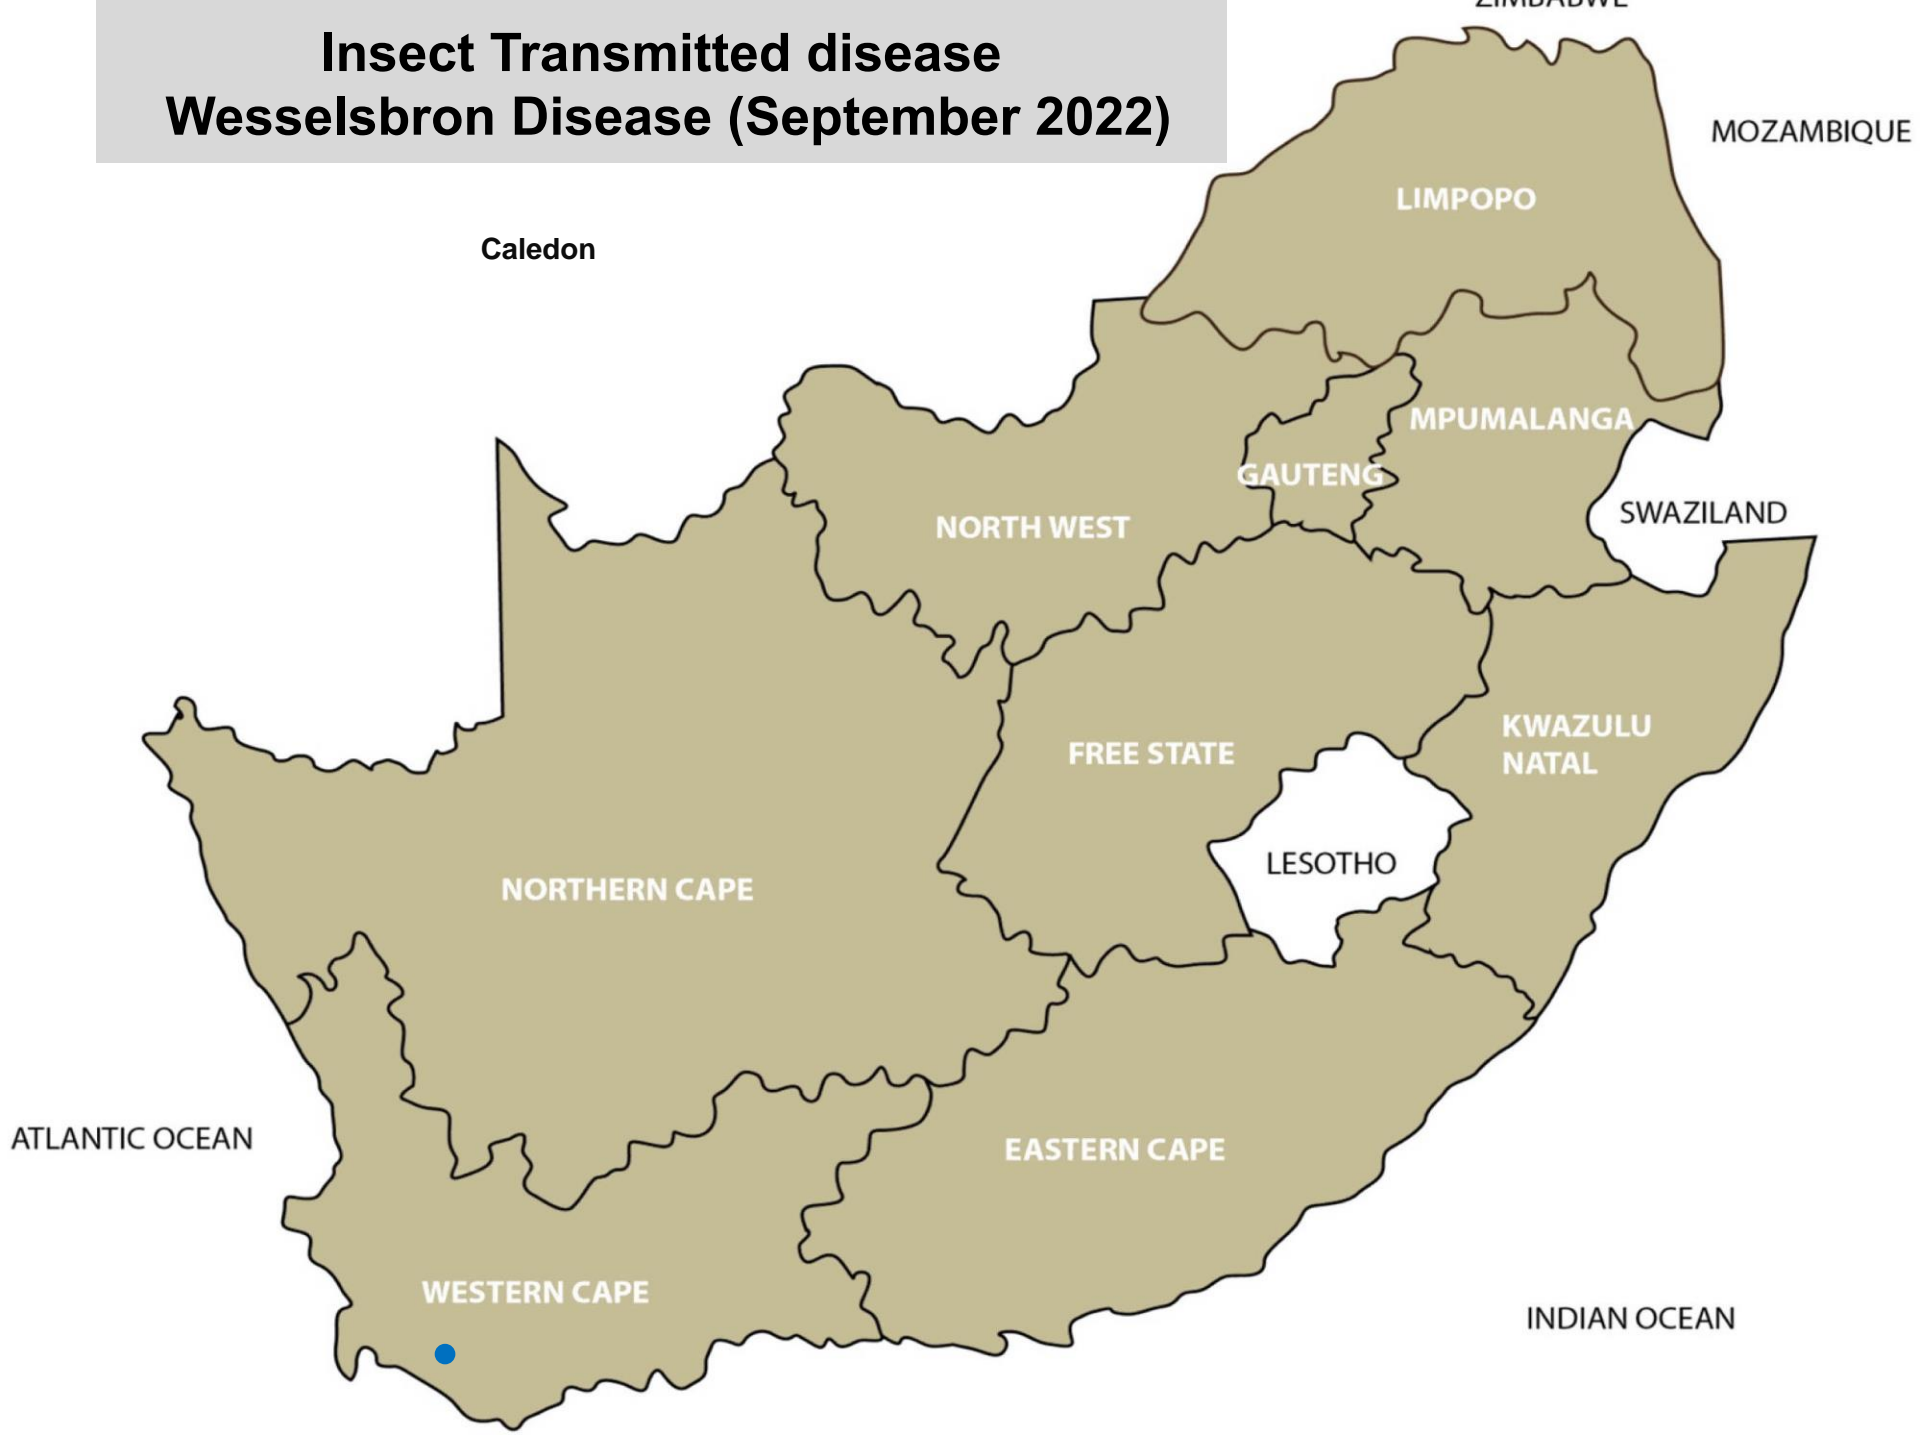 Insect Transmitted disease
Wesselsbron Disease (September 2022)
ZIMBABWE
MOZAMBIQUE
LIMPOPO
Caledon
MPUMALANGA
GAUTENG
SWAZILAND
NORTH WEST
KWAZULU
NATAL
FREE STATE
LESOTHO
NORTHERN CAPE
ATLANTIC OCEAN
EASTERN CAPE
WESTERN CAPE
INDIAN OCEAN